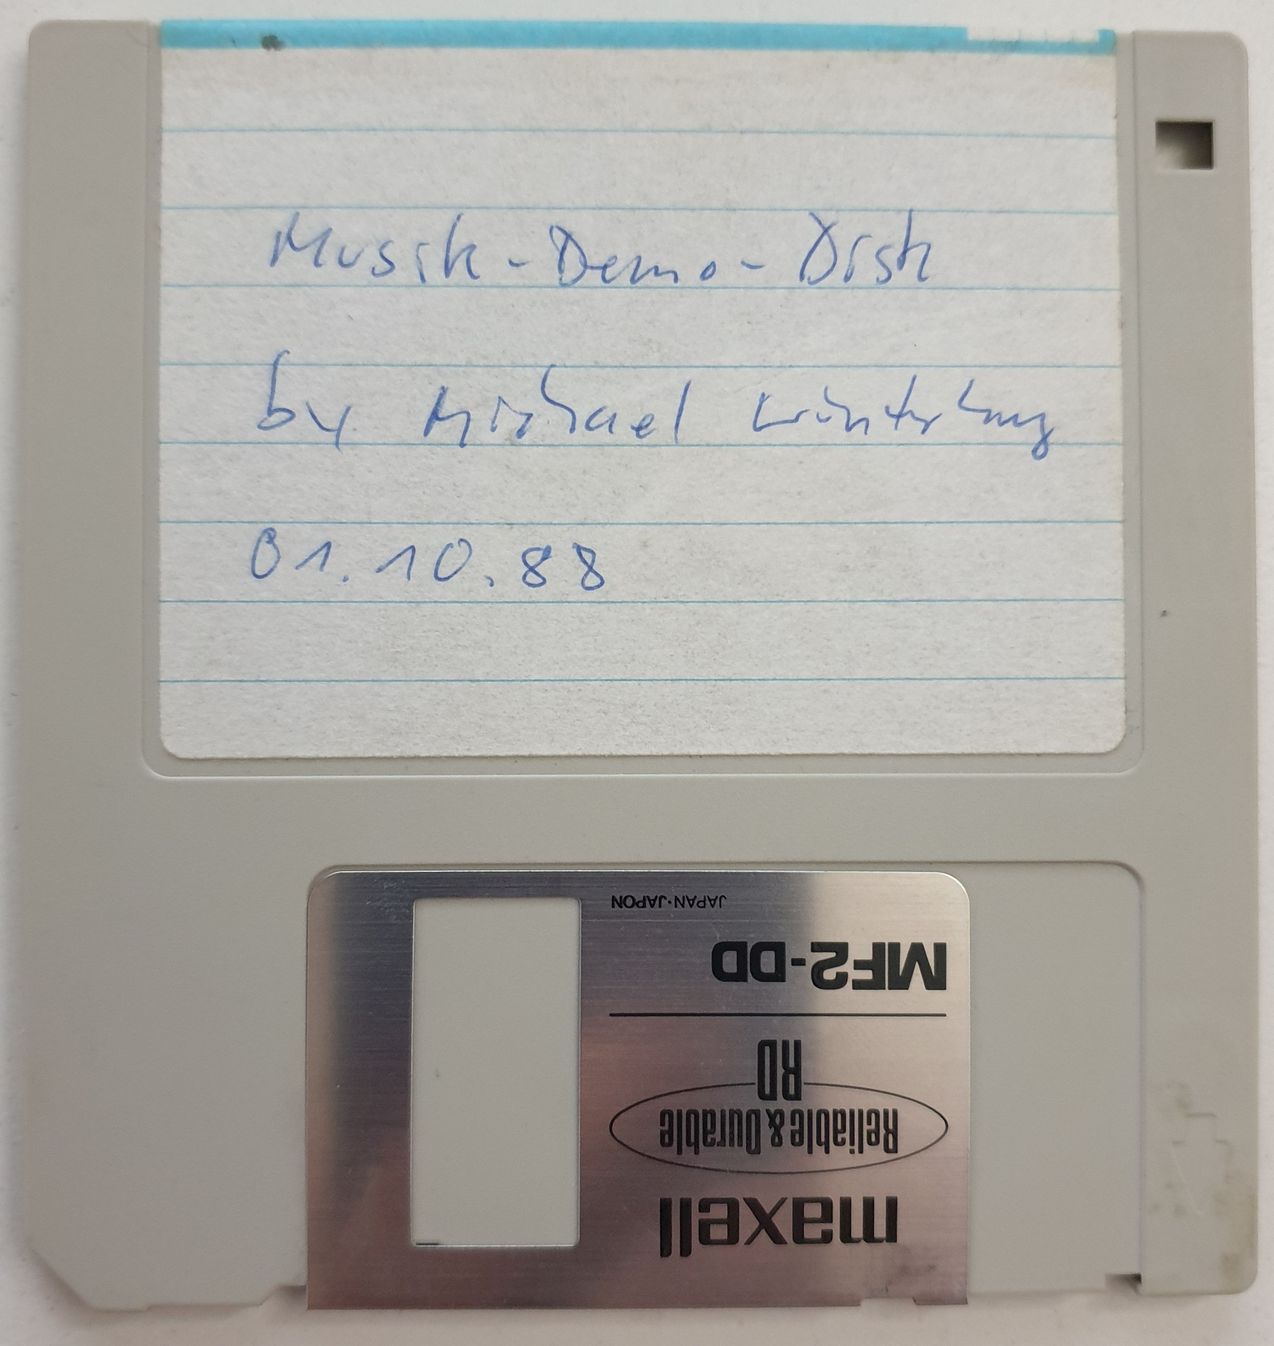 Musik-Demo-Disk
by Michael
01.10.88
JAPAN·JAPON
MF2-DD
RD
Reliable & Durable
maxell